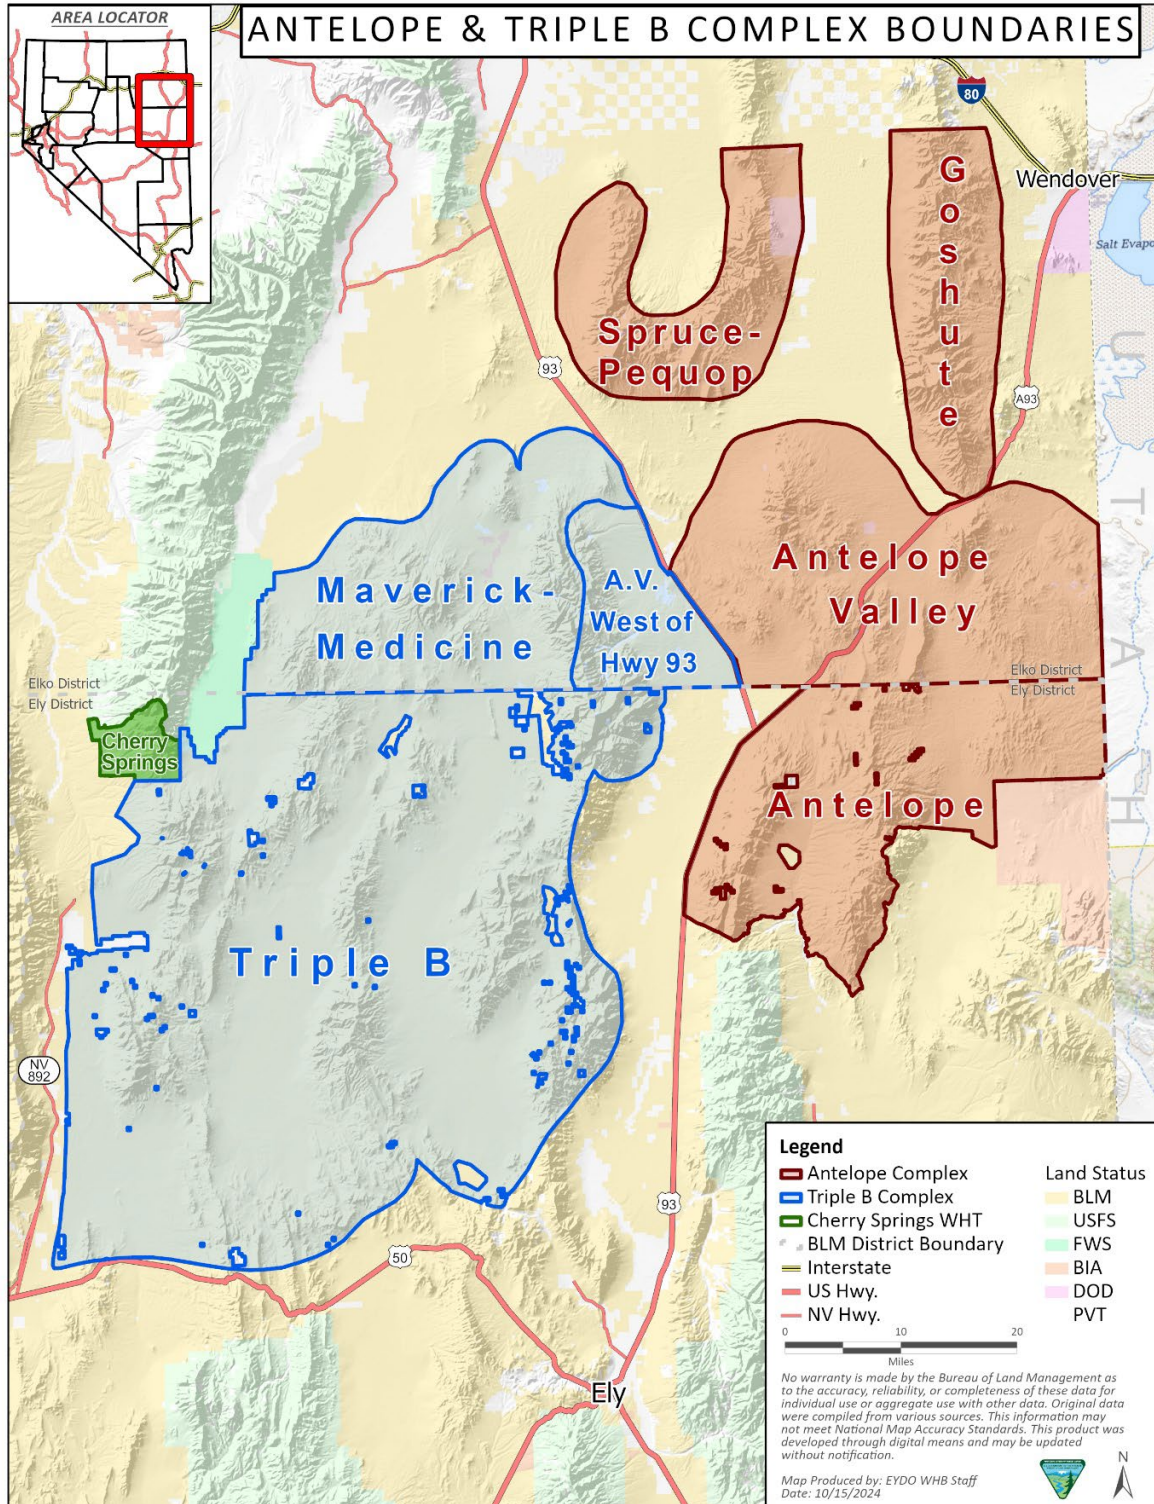 AREA LOCATOR
ANTELOPE & TRIPLE B COMPLEX BOUNDARIES
80
Wendover
Salt Evapo
Goshute
Spruce-
Pequop
93
A93
UTAH
Antelope
Valley
Maverick-
Medicine
A.V.
West of
Hwy 93
Elko District
Ely District
Elko District
Ely District
Cherry
Springs
Antelope
Triple B
NV
892
93
50
Ely
Legend
Antelope Complex
Triple B Complex
Cherry Springs WHT
BLM District Boundary
Interstate
US Hwy.
NV Hwy.
Land Status
BLM
USFS
FWS
BIA
DOD
PVT
0 10 20
Miles
No warranty is made by the Bureau of Land Management as
to the accuracy, reliability, or completeness of these data for
individual use or aggregate use with other data. Original data
were compiled from various sources. This information may
not meet National Map Accuracy Standards. This product was
developed through digital means and may be updated
without notification.
Map Produced by: EYDO WHB Staff
Date: 10/15/2024
N